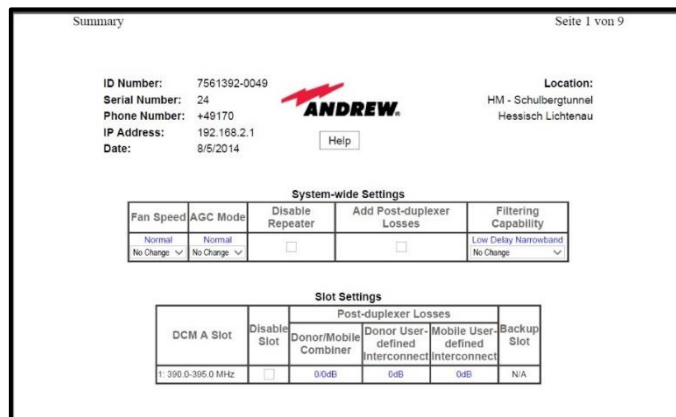 Summary Seite 1 von 9
ID Number: 7561392-0049
Serial Number: 24
Phone Number: +49170
IP Address: 192.168.2.1
Date: 8/5/2014
ANDREW.
Help
Location:
HM - Schulbergtunnel
Hessisch Lichtenau
System-wide Settings
Fan Speed AGC Mode Disable Repeater Add Post-duplexer Losses Filtering Capability
Normal Normal Low Delay Narrowband
No Change No Change No Change
Slot Settings
DCM A Slot Disable Slot Post-duplexer Losses Backup Slot
Donor/Mobile Combiner Donor User-defined Interconnect Mobile User-defined Interconnect
1: 390.0-395.0 MHz 0/0dB 0dB 0dB N/A